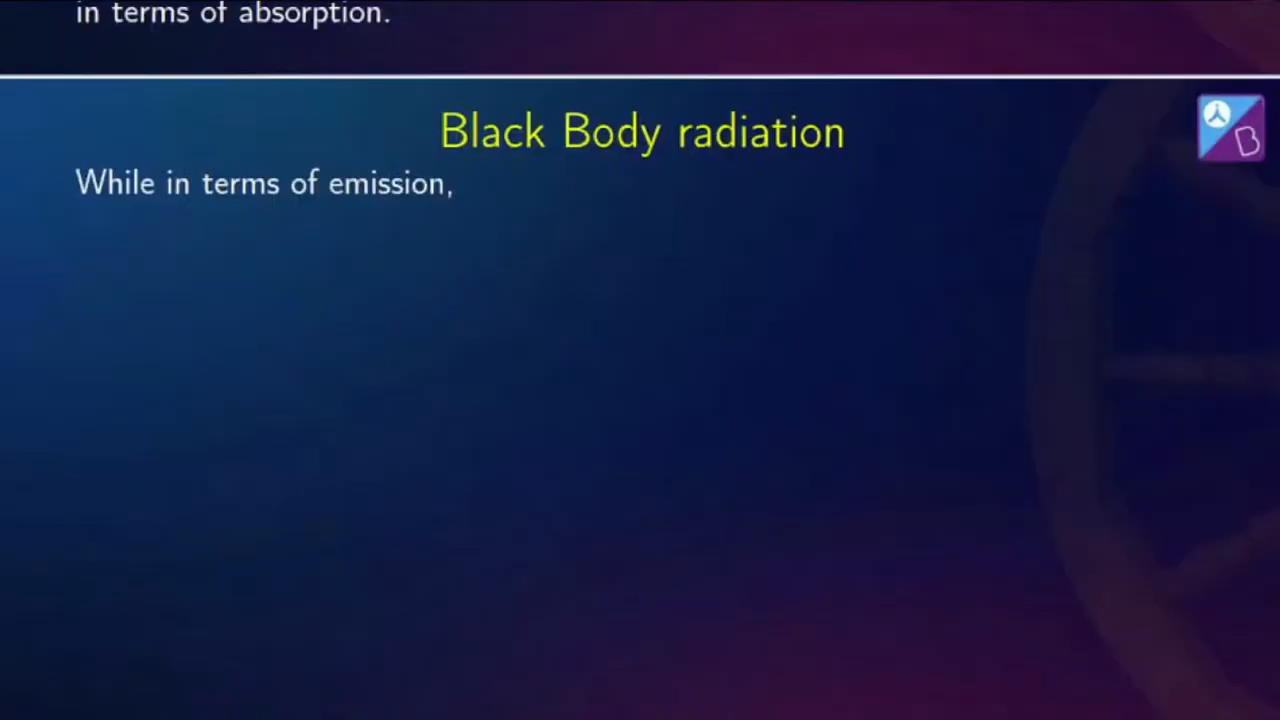 in terms of absorption.
Black Body radiation
While in terms of emission,